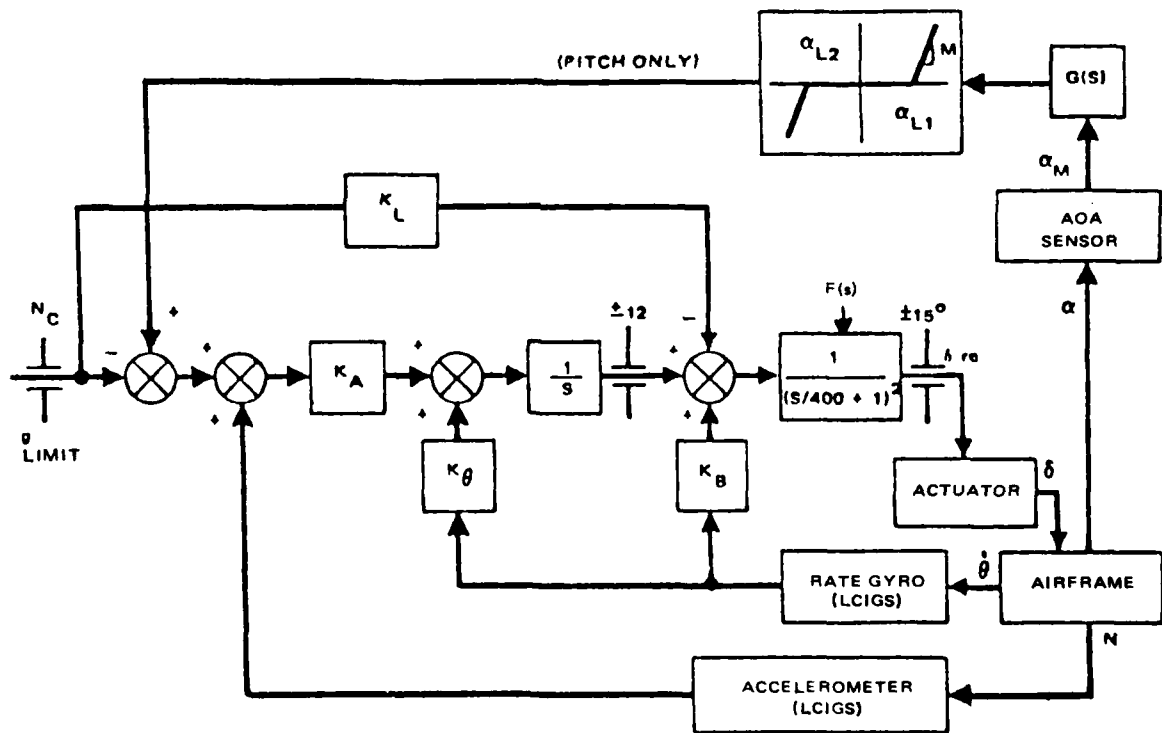 (PITCH ONLY)
α L2
M
α L1
G(S)
α M
AOA
SENSOR
α
K L
N C
g LIMIT
-
+
+
+
K A
+
+
1
S
±12
-
+
+
F(s)
1
(S/400 + 1)²
±15°
K θ
K B
ACTUATOR
δ
RATE GYRO
(LCIGS)
θ̇
AIRFRAME
N
ACCELEROMETER
(LCIGS)